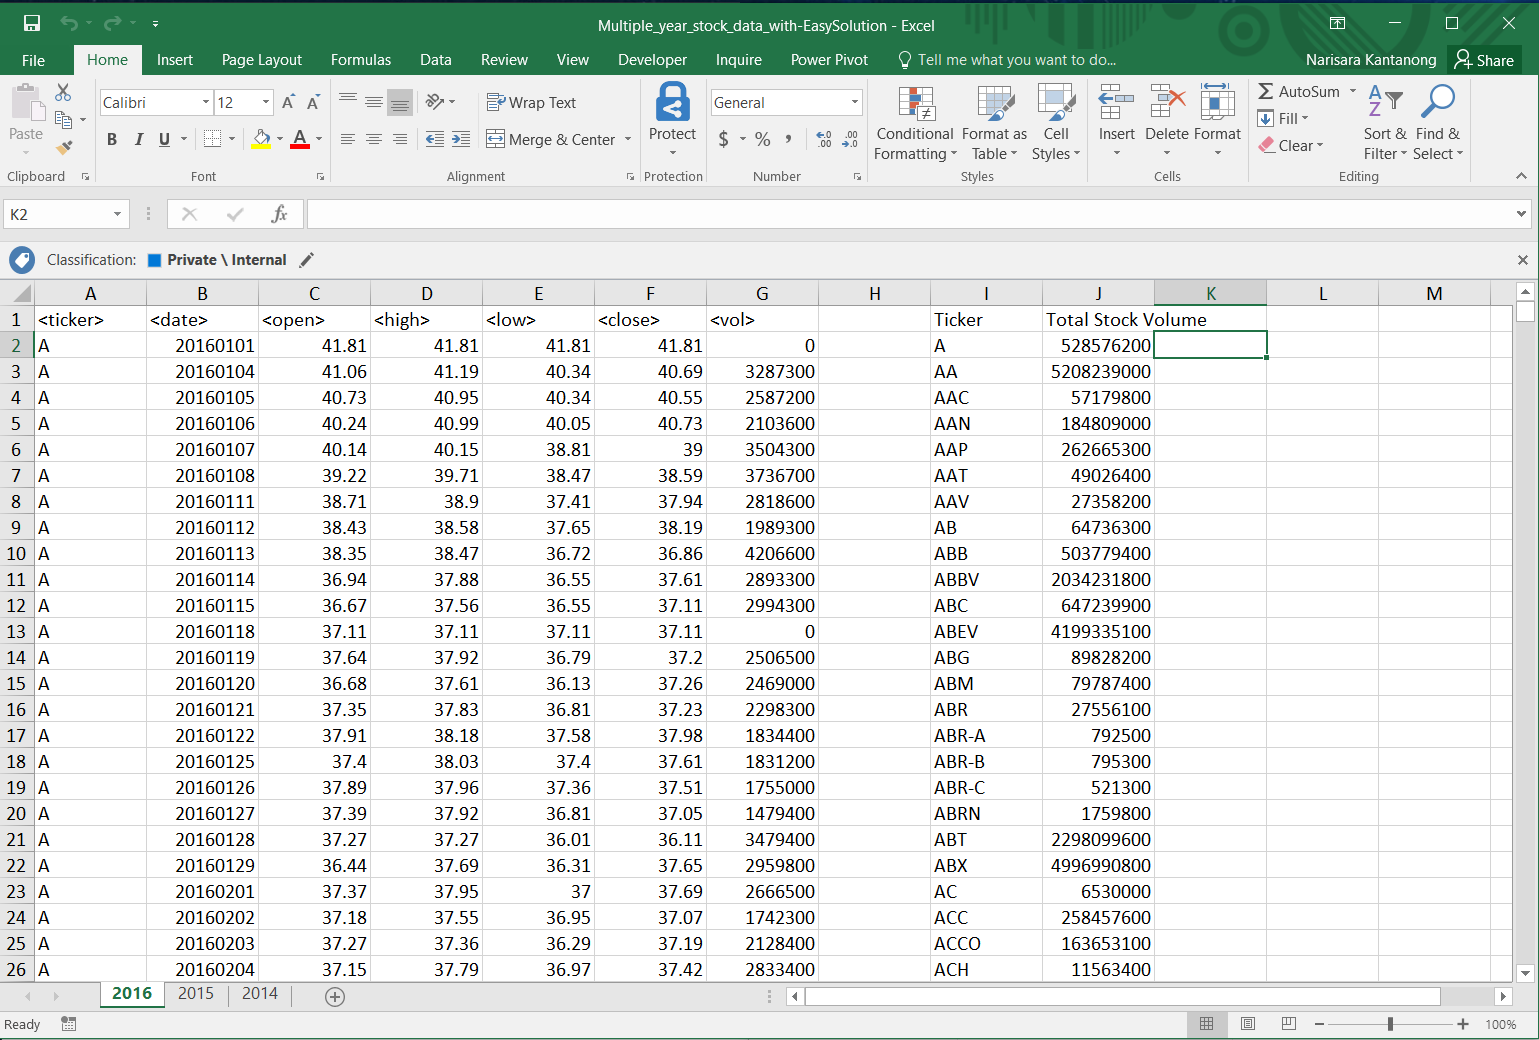 Multiple_year_stock_data_with-EasySolution - Excel
File Home Insert Page Layout Formulas Data Review View Developer Inquire Power Pivot Tell me what you want to do... Narisara Kantanong Share
Calibri 12 A A Wrap Text General AutoSum
Paste Protect Conditional Format as Cell Insert Delete Format Fill Sort & Find &
B I U A Merge & Center $ % , .00 .0 Formatting Table Styles Clear Filter Select
Clipboard Font Alignment Protection Number Styles Cells Editing
K2 fx
Classification: Private \ Internal
A B C D E F G H I J K L M
1 <ticker> <date> <open> <high> <low> <close> <vol> Ticker Total Stock Volume
2 A 20160101 41.81 41.81 41.81 41.81 0 A 528576200
3 A 20160104 41.06 41.19 40.34 40.69 3287300 AA 5208239000
4 A 20160105 40.73 40.95 40.34 40.55 2587200 AAC 57179800
5 A 20160106 40.24 40.99 40.05 40.73 2103600 AAN 184809000
6 A 20160107 40.14 40.15 38.81 39 3504300 AAP 262665300
7 A 20160108 39.22 39.71 38.47 38.59 3736700 AAT 49026400
8 A 20160111 38.71 38.9 37.41 37.94 2818600 AAV 27358200
9 A 20160112 38.43 38.58 37.65 38.19 1989300 AB 64736300
10 A 20160113 38.35 38.47 36.72 36.86 4206600 ABB 503779400
11 A 20160114 36.94 37.88 36.55 37.61 2893300 ABBV 2034231800
12 A 20160115 36.67 37.56 36.55 37.11 2994300 ABC 647239900
13 A 20160118 37.11 37.11 37.11 37.11 0 ABEV 4199335100
14 A 20160119 37.64 37.92 36.79 37.2 2506500 ABG 89828200
15 A 20160120 36.68 37.61 36.13 37.26 2469000 ABM 79787400
16 A 20160121 37.35 37.83 36.81 37.23 2298300 ABR 27556100
17 A 20160122 37.91 38.18 37.58 37.98 1834400 ABR-A 792500
18 A 20160125 37.4 38.03 37.4 37.61 1831200 ABR-B 795300
19 A 20160126 37.89 37.96 37.36 37.51 1755000 ABR-C 521300
20 A 20160127 37.39 37.92 36.81 37.05 1479400 ABRN 1759800
21 A 20160128 37.27 37.27 36.01 36.11 3479400 ABT 2298099600
22 A 20160129 36.44 37.69 36.31 37.65 2959800 ABX 4996990800
23 A 20160201 37.37 37.95 37 37.69 2666500 AC 6530000
24 A 20160202 37.18 37.55 36.95 37.07 1742300 ACC 258457600
25 A 20160203 37.27 37.36 36.29 37.19 2128400 ACCO 163653100
26 A 20160204 37.15 37.79 36.97 37.42 2833400 ACH 11563400
2016 2015 2014
Ready 100%